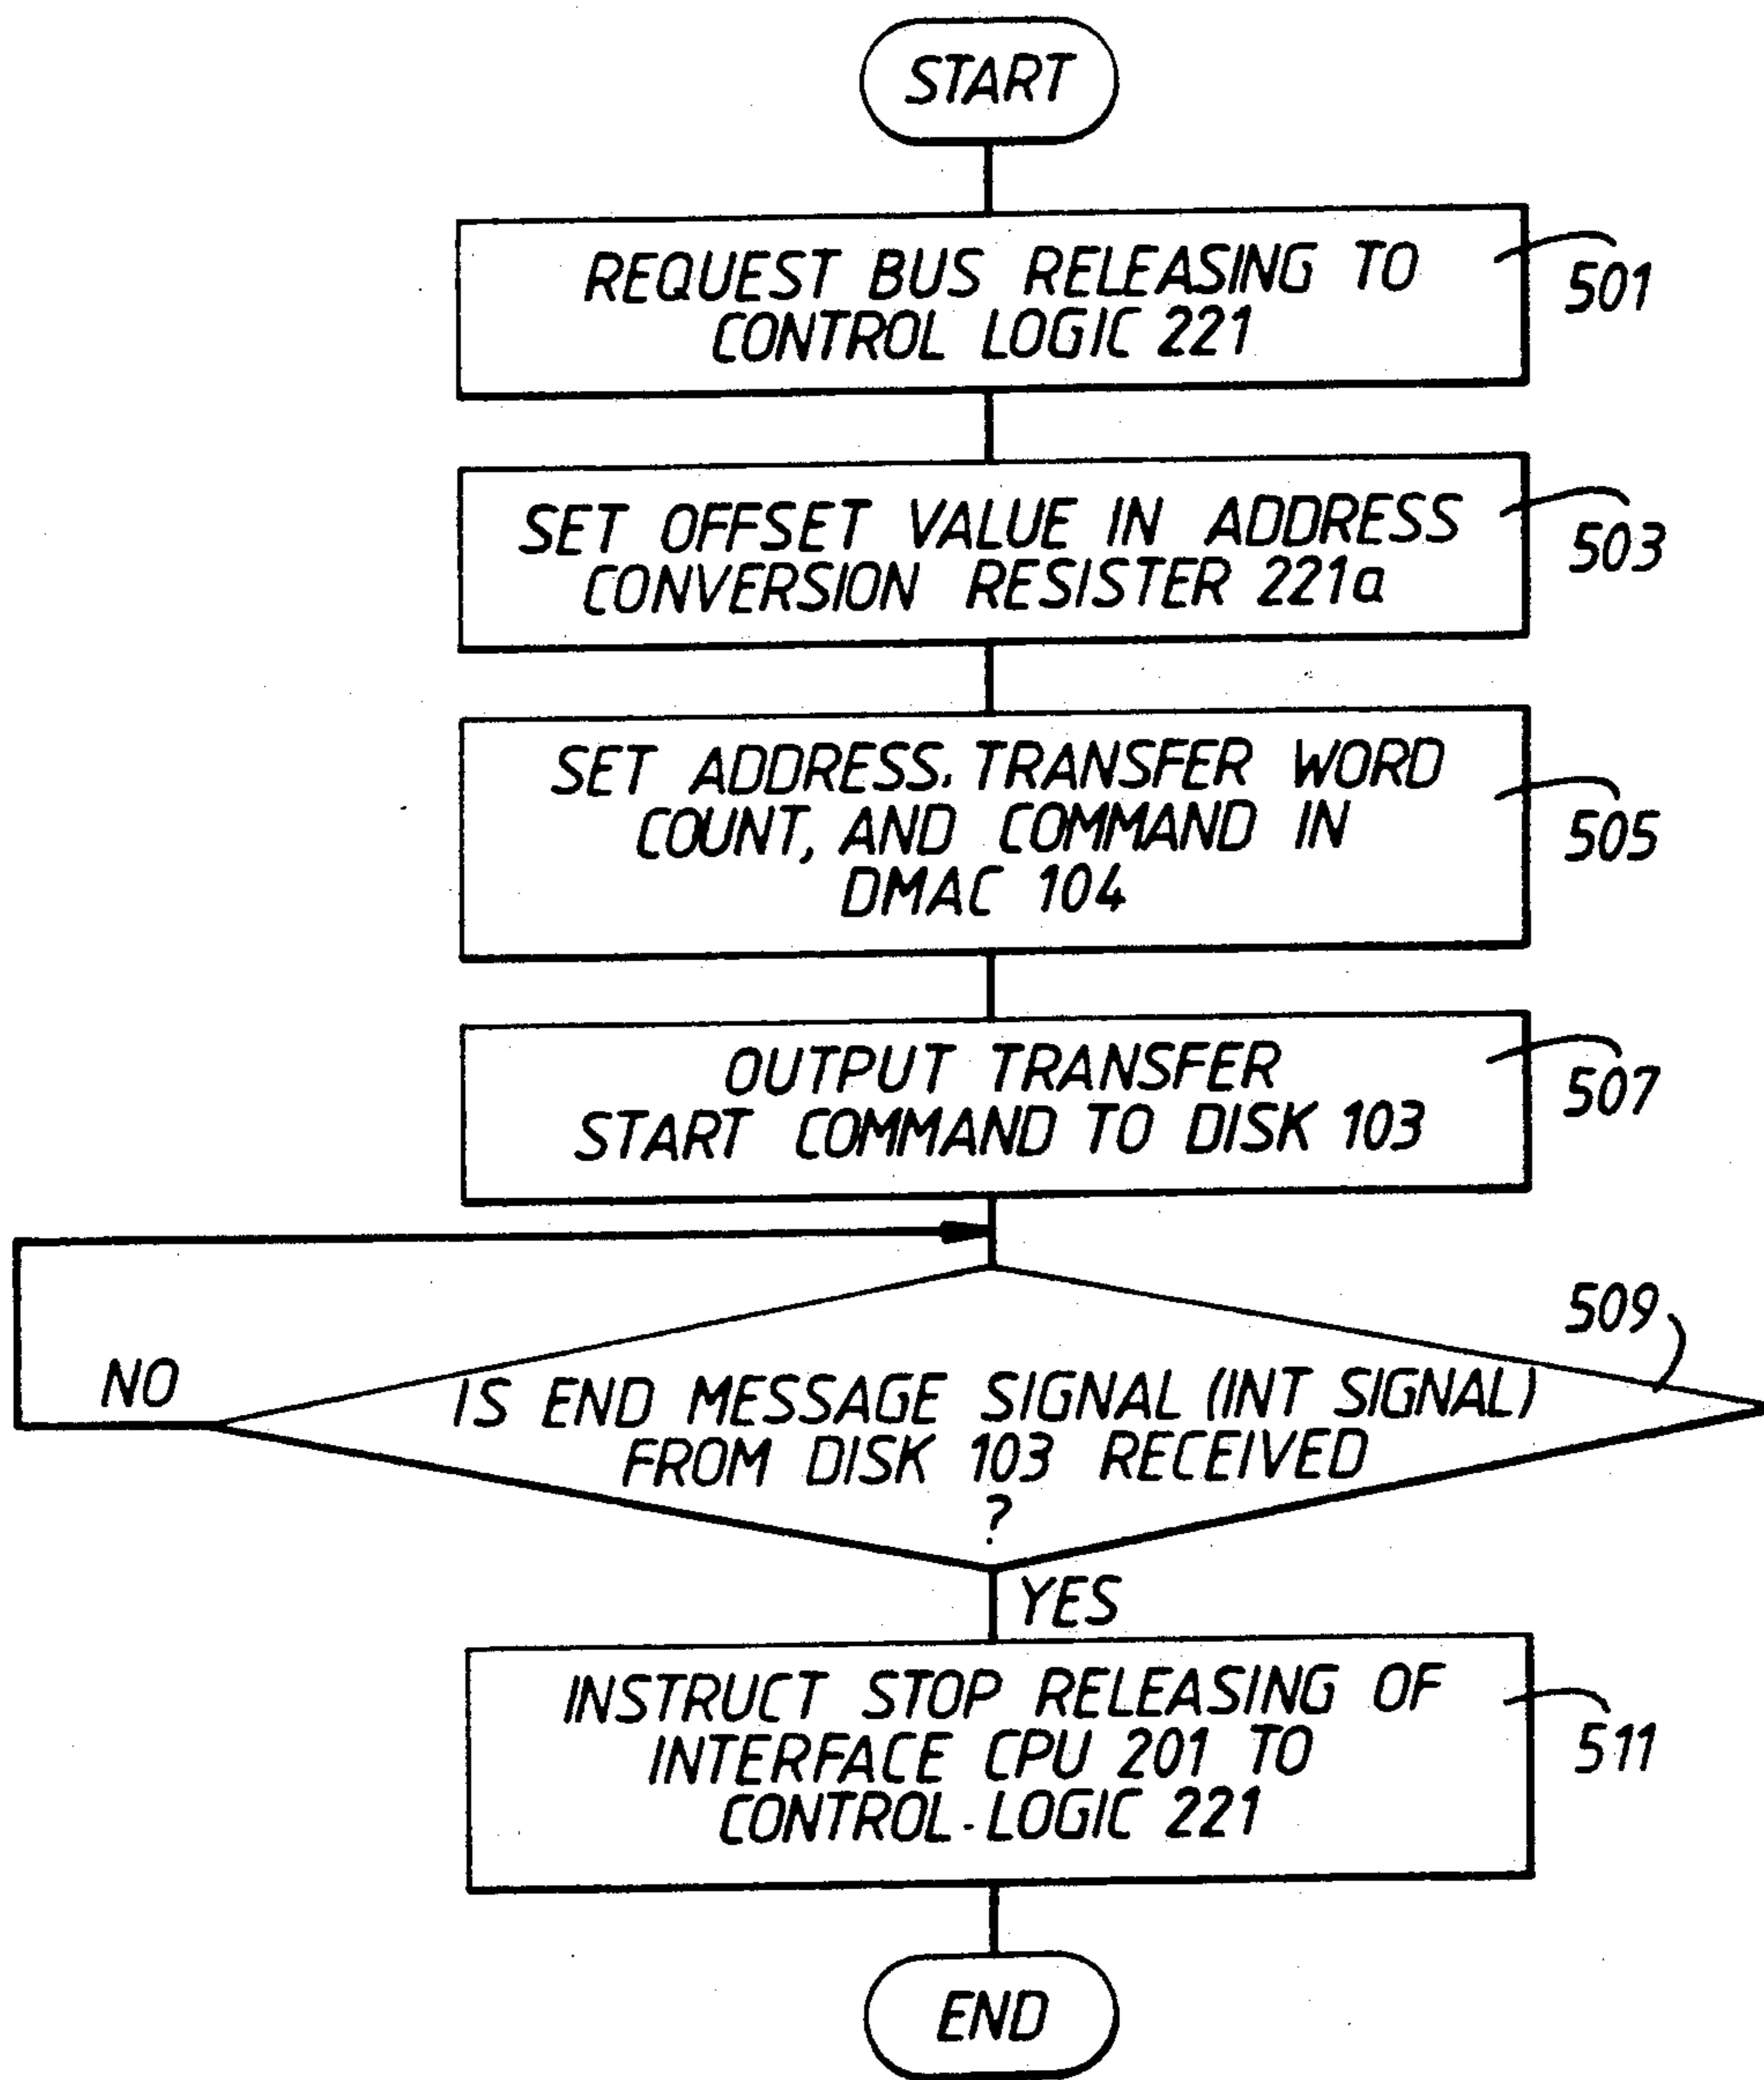 START
REQUEST BUS RELEASING TO
CONTROL LOGIC 221
501
SET OFFSET VALUE IN ADDRESS
CONVERSION RESISTER 221a
503
SET ADDRESS, TRANSFER WORD
COUNT, AND COMMAND IN
DMAC 104
505
OUTPUT TRANSFER
START COMMAND TO DISK 103
507
509
NO
IS END MESSAGE SIGNAL (INT SIGNAL)
FROM DISK 103 RECEIVED
?
YES
INSTRUCT STOP RELEASING OF
INTERFACE CPU 201 TO
CONTROL-LOGIC 221
511
END